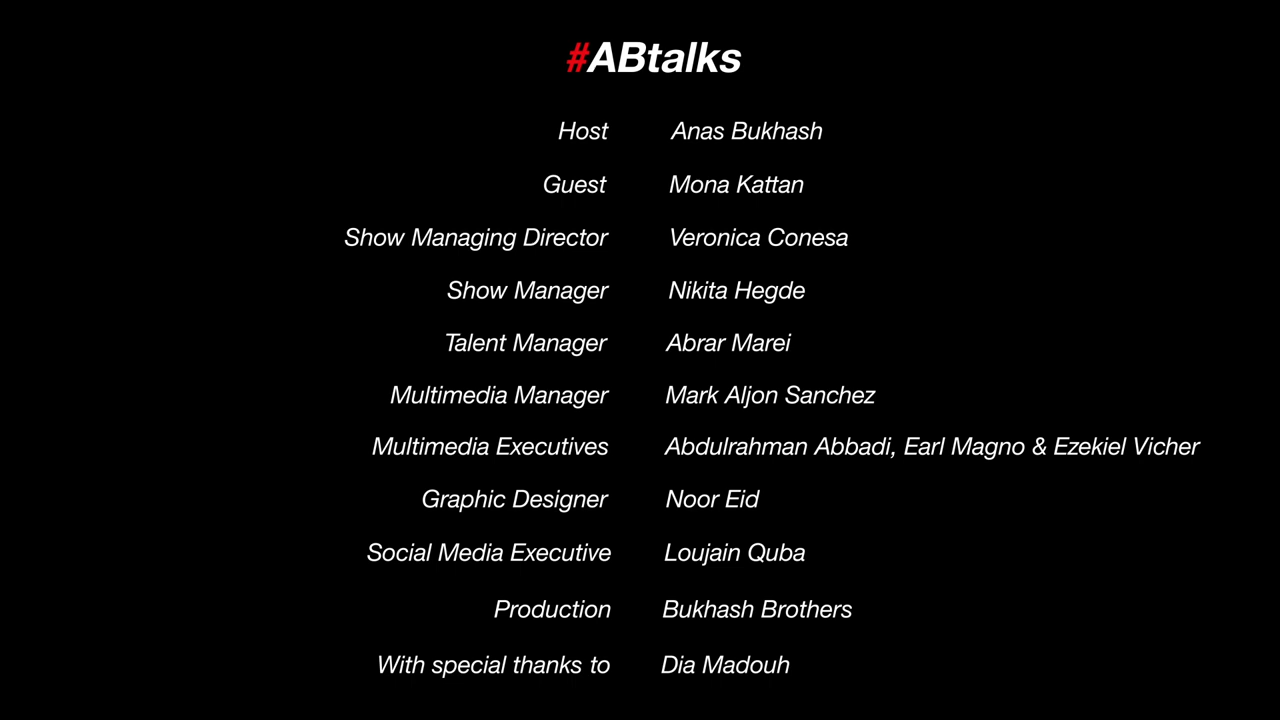 #ABtalks
Host Anas Bukhash
Guest Mona Kattan
Show Managing Director Veronica Conesa
Show Manager Nikita Hegde
Talent Manager Abrar Marei
Multimedia Manager Mark Aljon Sanchez
Multimedia Executives Abdulrahman Abbadi, Earl Magno & Ezekiel Vicher
Graphic Designer Noor Eid
Social Media Executive Loujain Quba
Production Bukhash Brothers
With special thanks to Dia Madouh